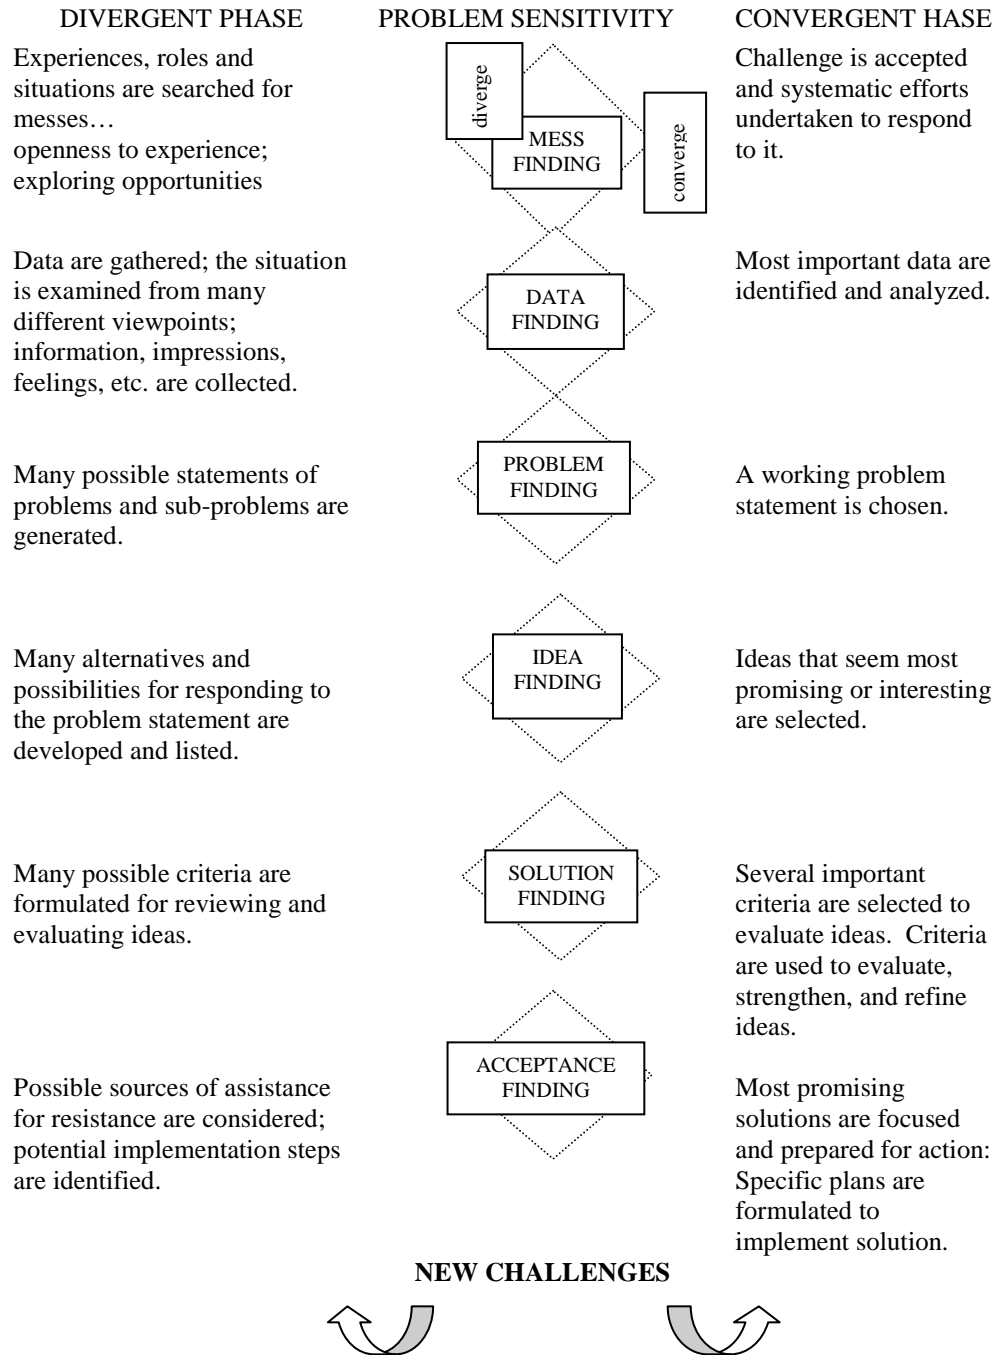 DIVERGENT PHASE
PROBLEM SENSITIVITY
CONVERGENT HASE
Experiences, roles and
situations are searched for
messes…
openness to experience;
exploring opportunities
diverge
MESS
FINDING
converge
Challenge is accepted
and systematic efforts
undertaken to respond
to it.
Data are gathered; the situation
is examined from many
different viewpoints;
information, impressions,
feelings, etc. are collected.
DATA
FINDING
Most important data are
identified and analyzed.
Many possible statements of
problems and sub-problems are
generated.
PROBLEM
FINDING
A working problem
statement is chosen.
Many alternatives and
possibilities for responding to
the problem statement are
developed and listed.
IDEA
FINDING
Ideas that seem most
promising or interesting
are selected.
Many possible criteria are
formulated for reviewing and
evaluating ideas.
SOLUTION
FINDING
Several important
criteria are selected to
evaluate ideas.  Criteria
are used to evaluate,
strengthen, and refine
ideas.
Possible sources of assistance
for resistance are considered;
potential implementation steps
are identified.
ACCEPTANCE
FINDING
Most promising
solutions are focused
and prepared for action:
Specific plans are
formulated to
implement solution.
NEW CHALLENGES